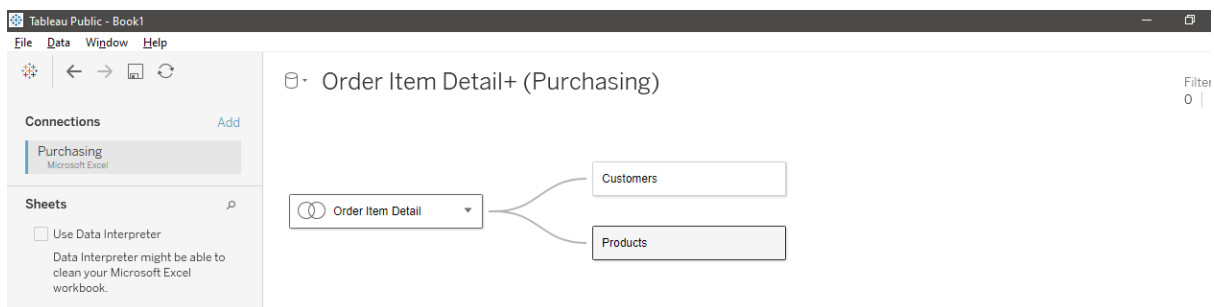 Tableau Public - Book1
File Data Window Help
Order Item Detail+ (Purchasing)
Filter
0
Connections Add
Purchasing
Microsoft Excel
Customers
Sheets
Order Item Detail
Use Data Interpreter
Products
Data Interpreter might be able to
clean your Microsoft Excel
workbook.